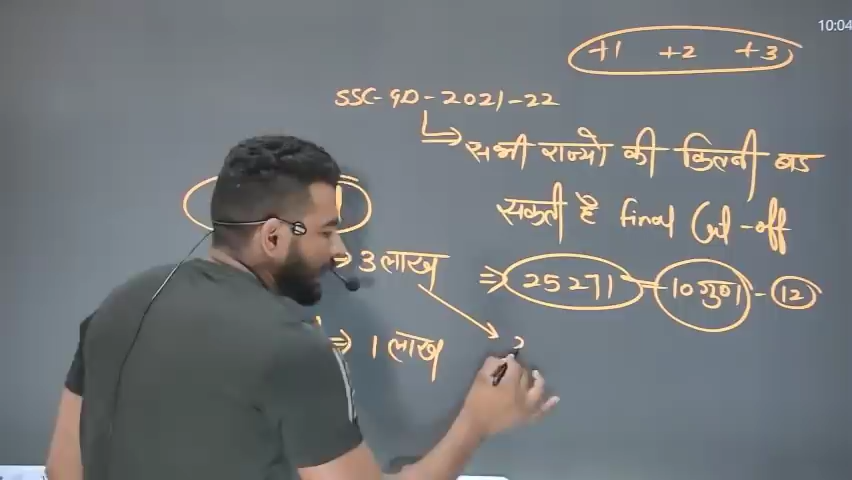 10:04
+1 +2 +3
SSC-GD-2021-22
सभी राज्यो की कितनी बड
सकती है Final Cut-off
→ 3 लाख ⇒ 25271 - 10 गुणा - 12
⇒ 1 लाख